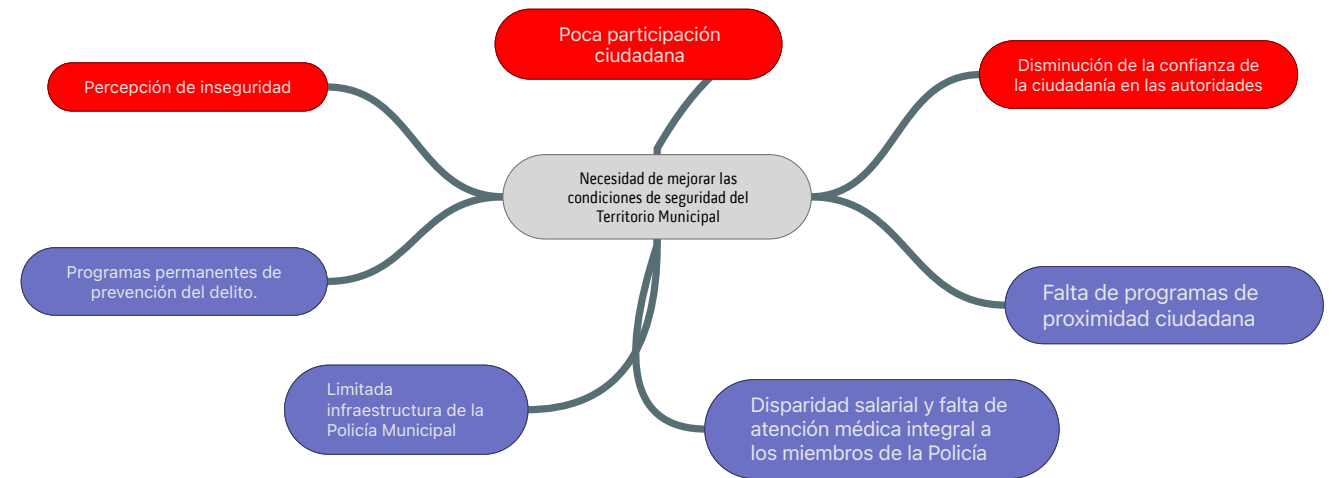 Poca participación
ciudadana
Percepción de inseguridad
Disminución de la confianza de
la ciudadanía en las autoridades
Necesidad de mejorar las
condiciones de seguridad del
Territorio Municipal
Programas permanentes de
prevención del delito.
Falta de programas de
proximidad ciudadana
Limitada
infraestructura de la
Policía Municipal
Disparidad salarial y falta de
atención médica integral a
los miembros de la Policía